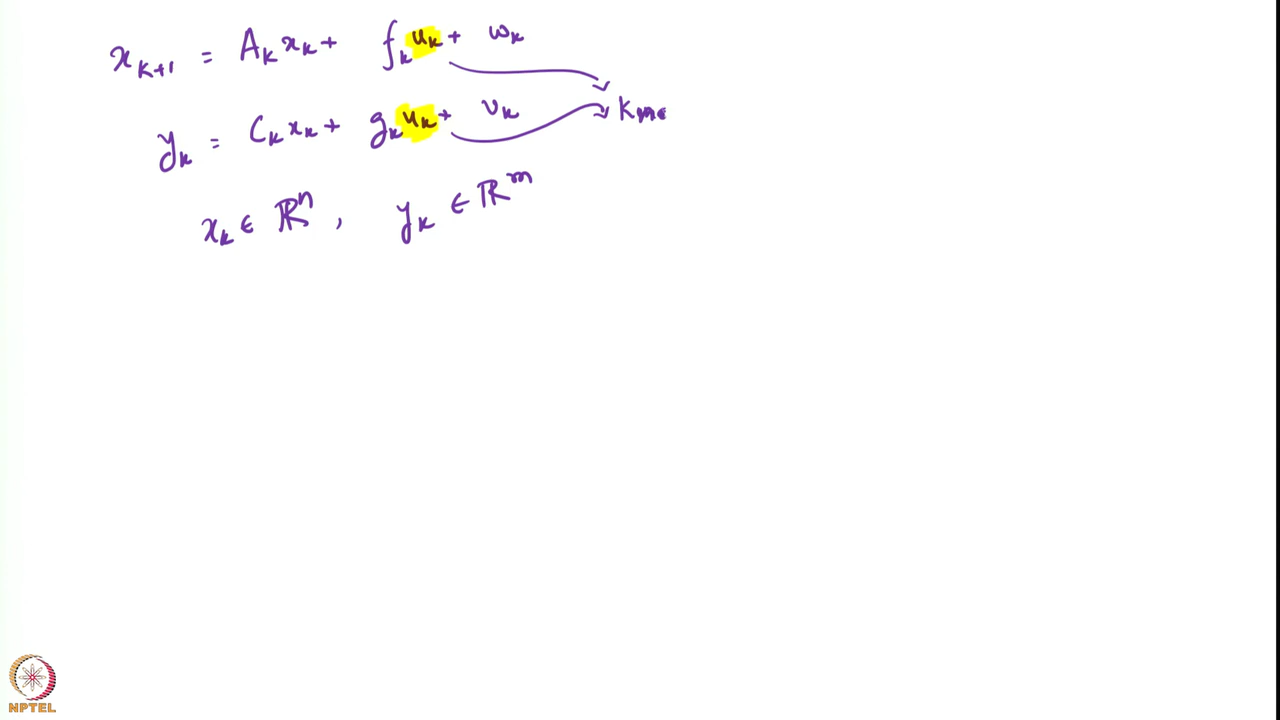 x_{k+1} = A_k x_k + f_k u_k + w_k
y_k = C_k x_k + g_k u_k + v_k
x_k ∈ ℝ^n, y_k ∈ ℝ^m
NPTEL